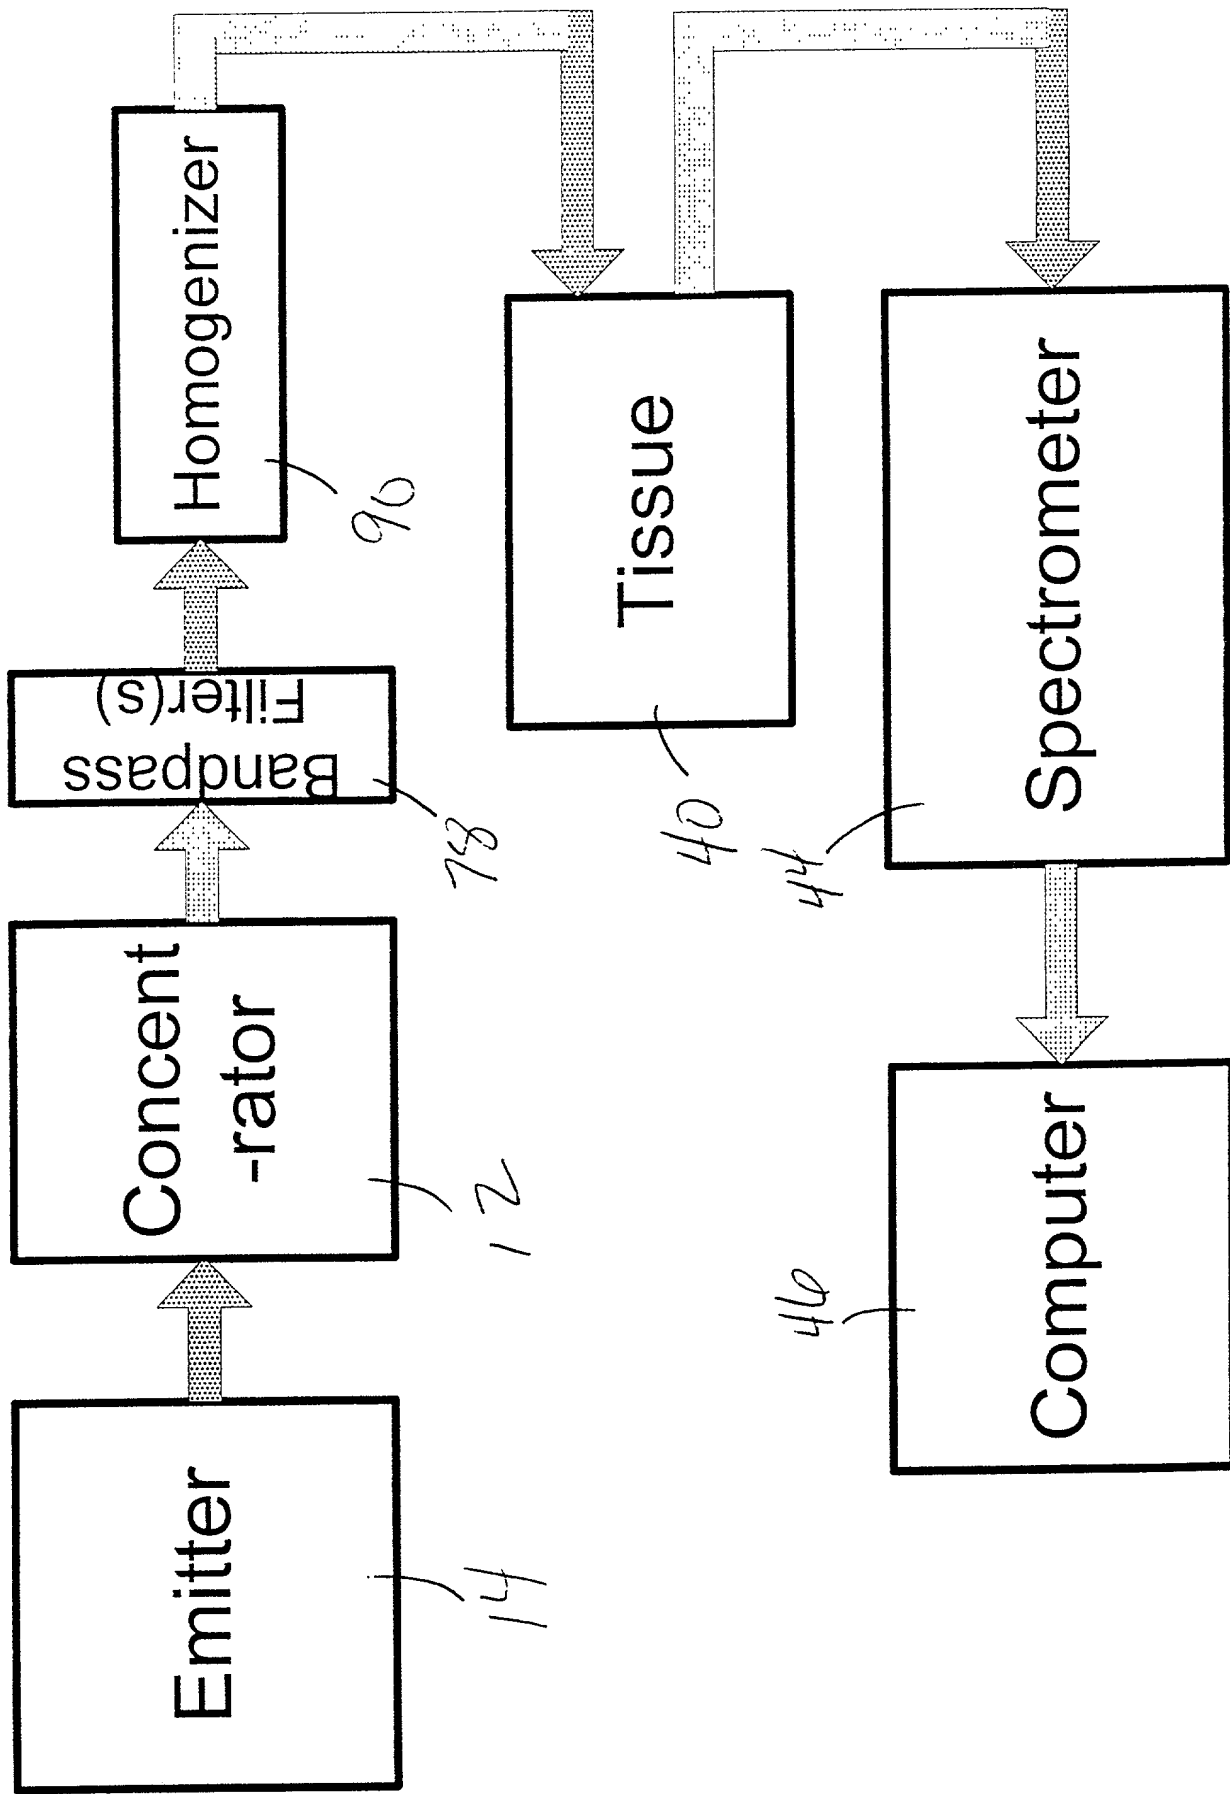 Emitter
14
Concent
-rator
12
Bandpass
Filter(s)
78
Homogenizer
96
Tissue
40
Spectrometer
44
Computer
46